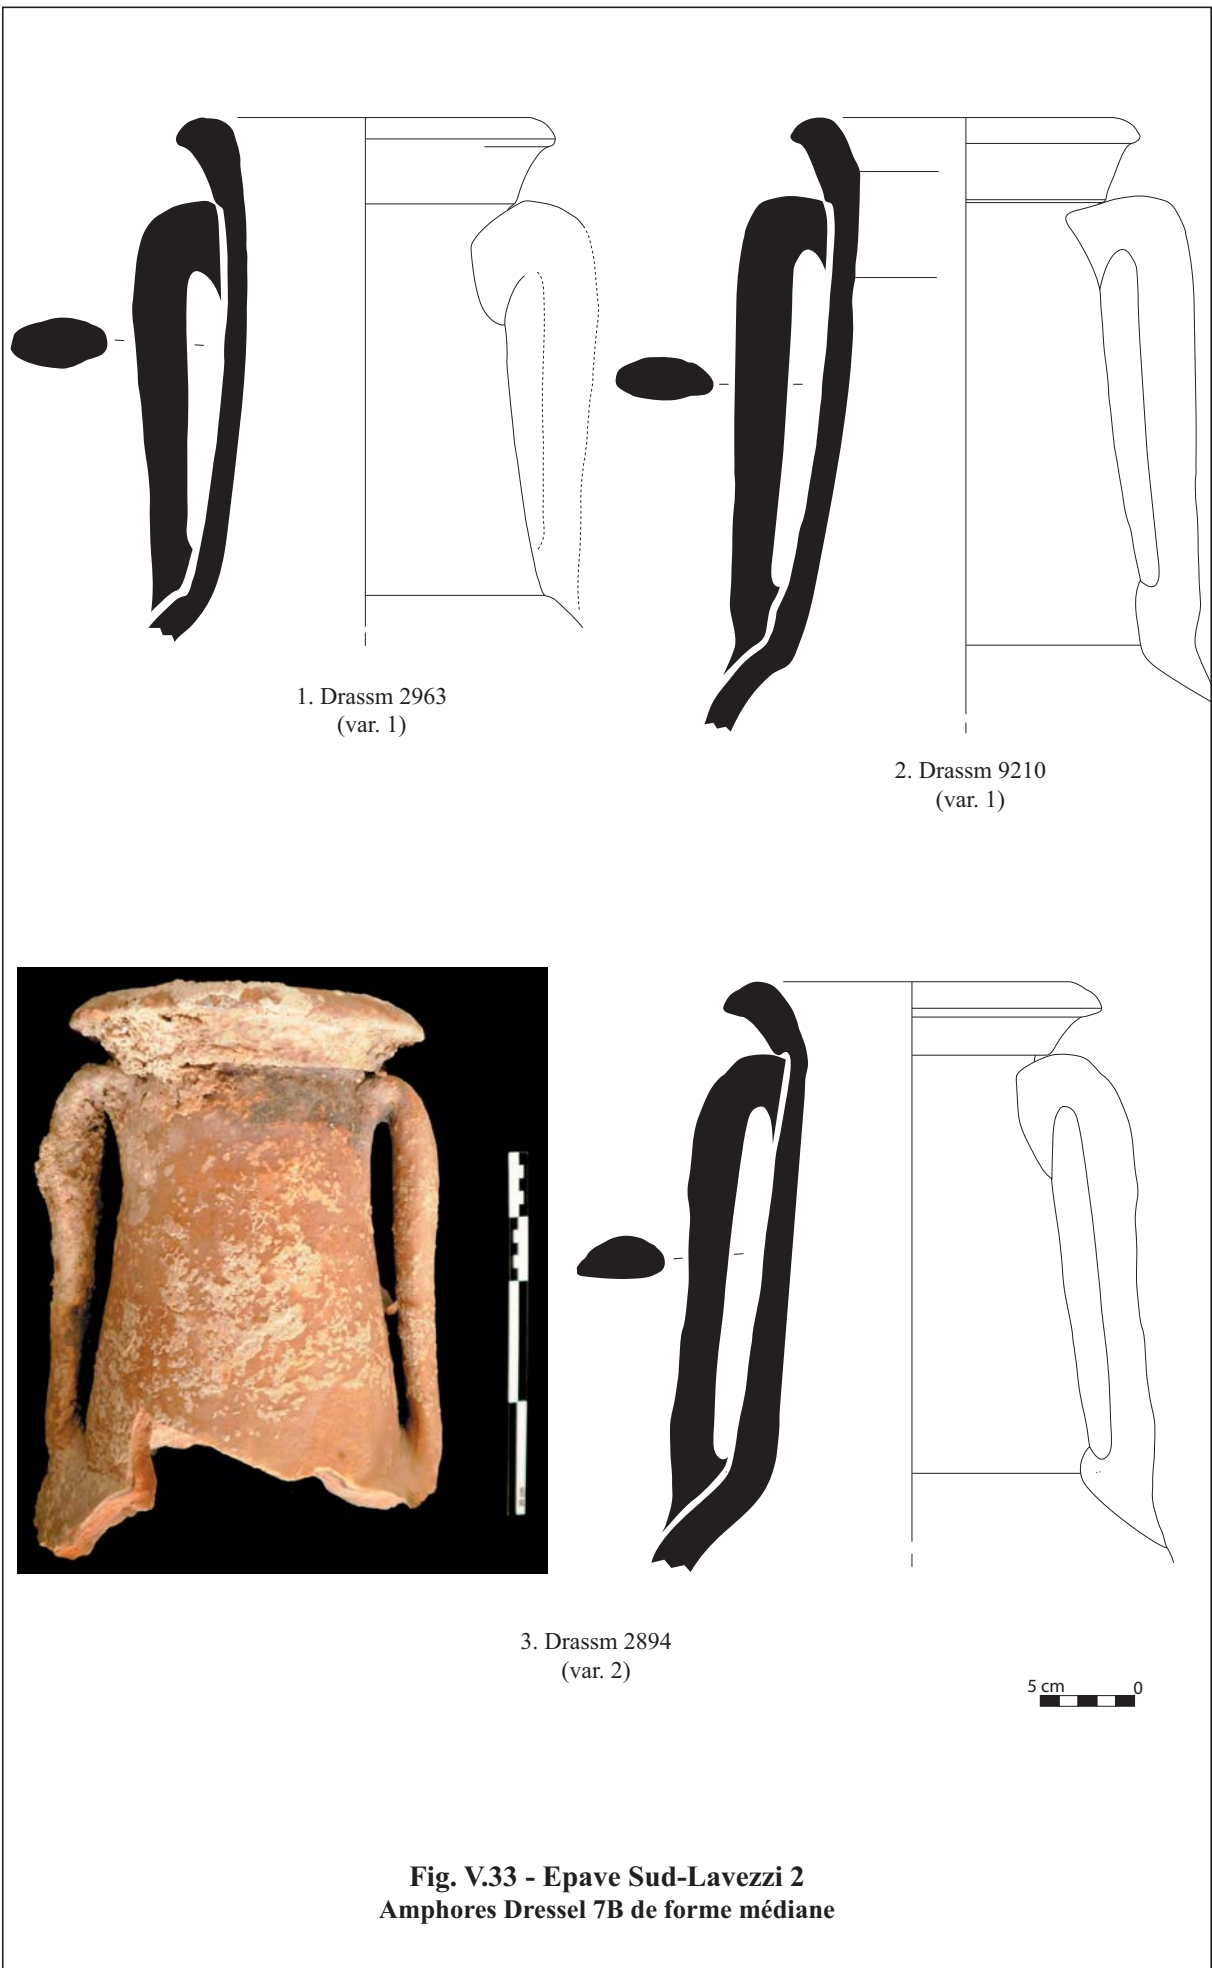 1. Drassm 2963
(var. 1)
2. Drassm 9210
(var. 1)
3. Drassm 2894
(var. 2)
5 cm 0
Fig. V.33 - Epave Sud-Lavezzi 2
Amphores Dressel 7B de forme médiane